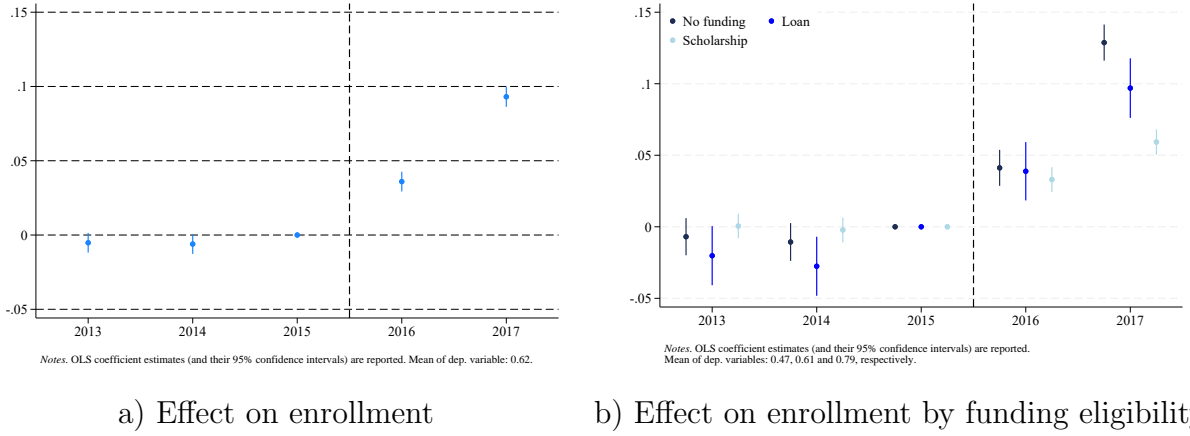 .15
.1
.05
0
-.05
2013 2014 2015 2016 2017
Notes. OLS coefficient estimates (and their 95% confidence intervals) are reported. Mean of dep. variable: 0.62.
a) Effect on enrollment
No funding Loan
Scholarship
.15
.1
.05
0
-.05
2013 2014 2015 2016 2017
Notes. OLS coefficient estimates (and their 95% confidence intervals) are reported.
Mean of dep. variables: 0.47, 0.61 and 0.79, respectively.
b) Effect on enrollment by funding eligibilit